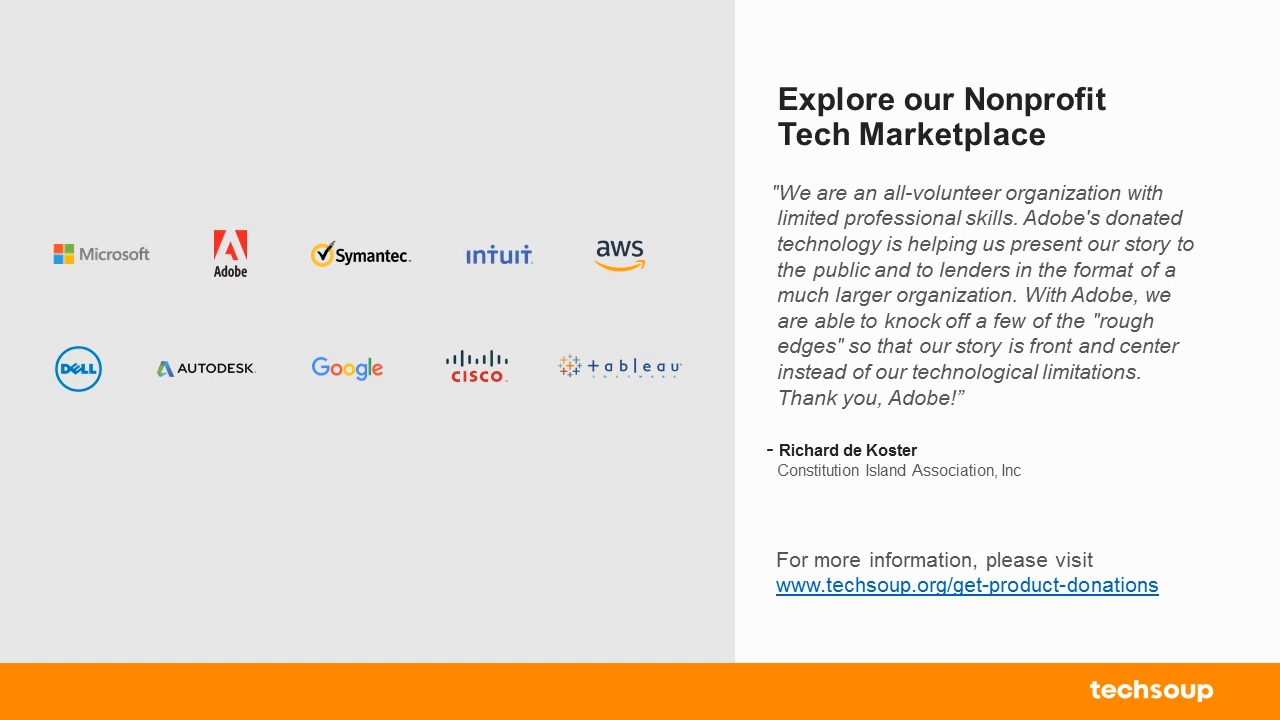 Explore our Nonprofit
Tech Marketplace
"We are an all-volunteer organization with
limited professional skills. Adobe's donated
technology is helping us present our story to
the public and to lenders in the format of a
much larger organization. With Adobe, we
are able to knock off a few of the "rough
edges" so that our story is front and center
instead of our technological limitations.
Thank you, Adobe!”
- Richard de Koster
Constitution Island Association, Inc
For more information, please visit
www.techsoup.org/get-product-donations
Microsoft
Adobe
Symantec.
intuit
aws
DELL
AUTODESK.
Google
CISCO
tableau
SOFTWARE
techsoup